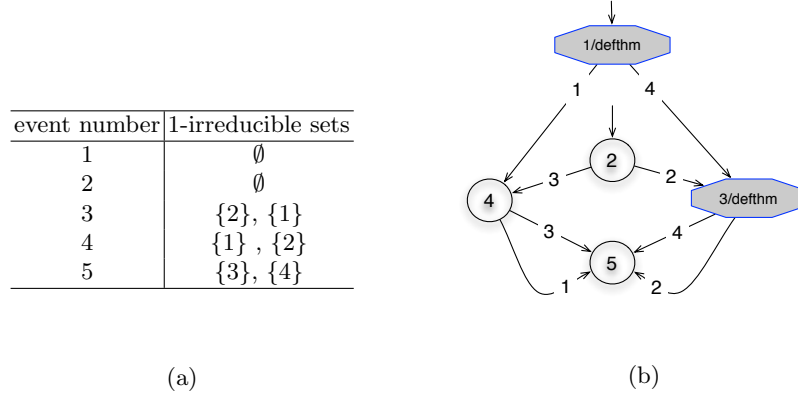 event number 1-irreducible sets
1 ∅
2 ∅
3 {2}, {1}
4 {1} , {2}
5 {3}, {4}
(a)
1/defthm
1 4
2
3 2
4 3/defthm
3 4
5
1 2
(b)